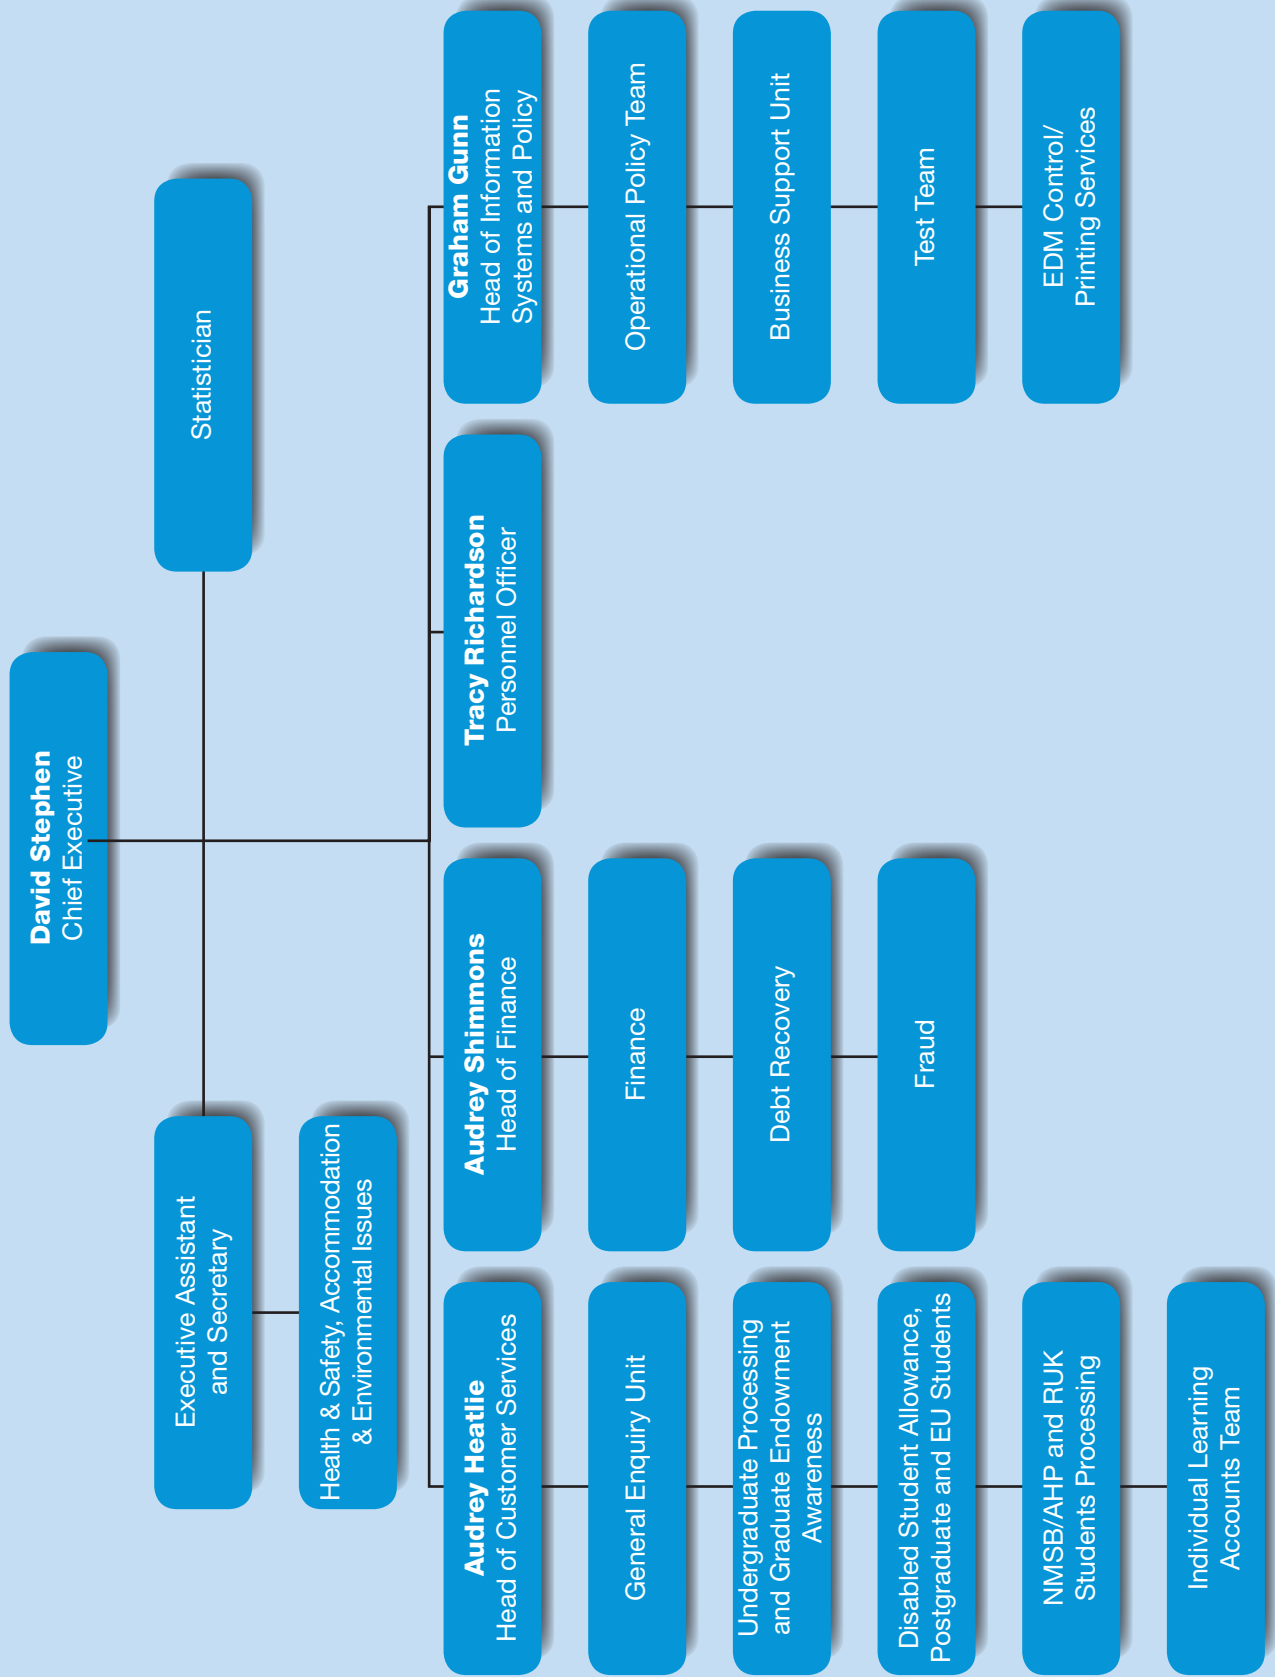 David Stephen
Chief Executive
Executive Assistant
and Secretary
Statistician
Health & Safety, Accommodation
& Environmental Issues
Audrey Heatlie
Head of Customer Services
General Enquiry Unit
Undergraduate Processing
and Graduate Endowment
Awareness
Disabled Student Allowance,
Postgraduate and EU Students
NMSB/AHP and RUK
Students Processing
Individual Learning
Accounts Team
Audrey Shimmons
Head of Finance
Finance
Debt Recovery
Fraud
Tracy Richardson
Personnel Officer
Graham Gunn
Head of Information
Systems and Policy
Operational Policy Team
Business Support Unit
Test Team
EDM Control/
Printing Services